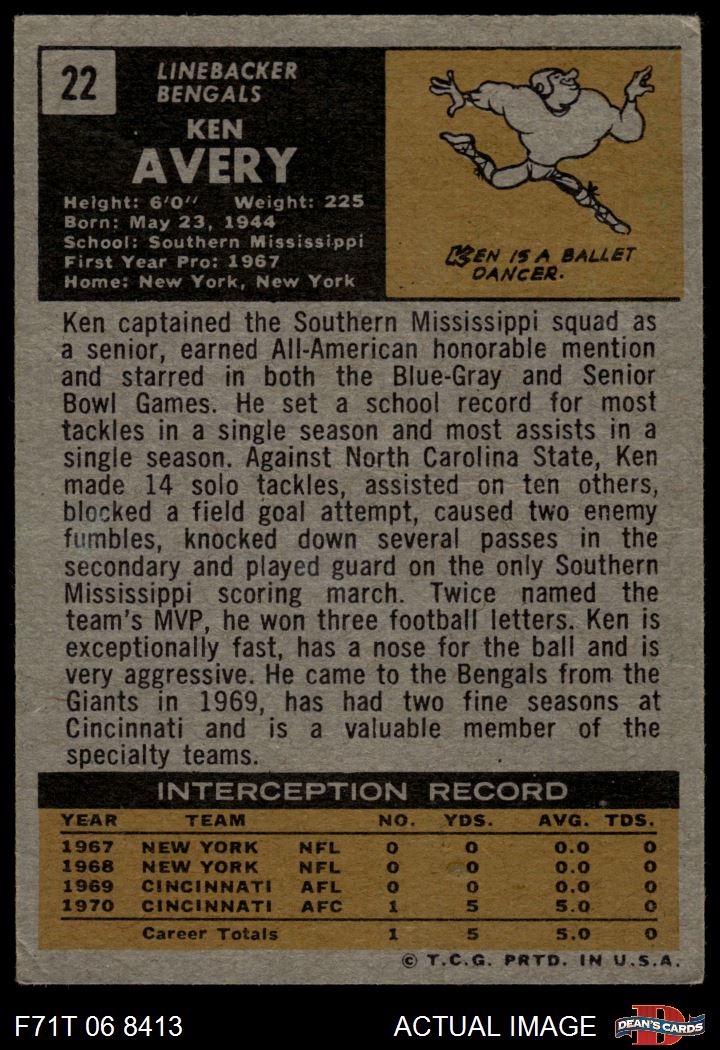 22
LINEBACKER
BENGALS
KEN
AVERY
Height: 6'0" Weight: 225
Born: May 23, 1944
School: Southern Mississippi
First Year Pro: 1967
Home: New York, New York
KEN IS A BALLET
DANCER.
Ken captained the Southern Mississippi squad as
a senior, earned All-American honorable mention
and starred in both the Blue-Gray and Senior
Bowl Games. He set a school record for most
tackles in a single season and most assists in a
single season. Against North Carolina State, Ken
made 14 solo tackles, assisted on ten others,
blocked a field goal attempt, caused two enemy
fumbles, knocked down several passes in the
secondary and played guard on the only Southern
Mississippi scoring march. Twice named the
team's MVP, he won three football letters. Ken is
exceptionally fast, has a nose for the ball and is
very aggressive. He came to the Bengals from the
Giants in 1969, has had two fine seasons at
Cincinnati and is a valuable member of the
specialty teams.
INTERCEPTION RECORD
YEAR TEAM NO. YDS. AVG. TDS.
1967 NEW YORK NFL 0 0 0.0 0
1968 NEW YORK NFL 0 0 0.0 0
1969 CINCINNATI AFL 0 0 0.0 0
1970 CINCINNATI AFC 1 5 5.0 0
Career Totals 1 5 5.0 0
© T.C.G. PRTD. IN U.S.A.
F71T 06 8413 ACTUAL IMAGE D DEAN'S CARDS